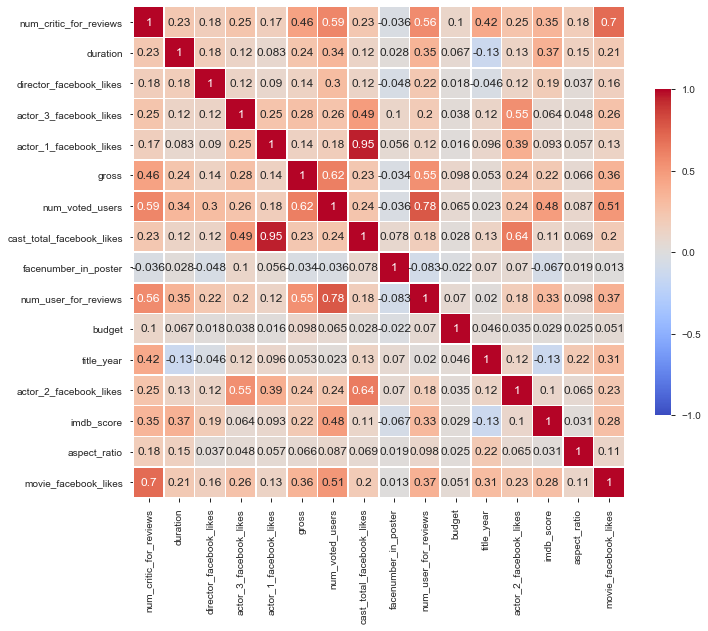 num_critic_for_reviews 1 0.23 0.18 0.25 0.17 0.46 0.59 0.23 -0.036 0.56 0.1 0.42 0.25 0.35 0.18 0.7
duration 0.23 1 0.18 0.12 0.083 0.24 0.34 0.12 0.028 0.35 0.067 -0.13 0.13 0.37 0.15 0.21
director_facebook_likes 0.18 0.18 1 0.12 0.09 0.14 0.3 0.12 -0.048 0.22 0.018 -0.046 0.12 0.19 0.037 0.16
actor_3_facebook_likes 0.25 0.12 0.12 1 0.25 0.28 0.26 0.49 0.1 0.2 0.038 0.12 0.55 0.064 0.048 0.26
actor_1_facebook_likes 0.17 0.083 0.09 0.25 1 0.14 0.18 0.95 0.056 0.12 0.016 0.096 0.39 0.093 0.057 0.13
gross 0.46 0.24 0.14 0.28 0.14 1 0.62 0.23 -0.034 0.55 0.098 0.053 0.24 0.22 0.066 0.36
num_voted_users 0.59 0.34 0.3 0.26 0.18 0.62 1 0.24 -0.036 0.78 0.065 0.023 0.24 0.48 0.087 0.51
cast_total_facebook_likes 0.23 0.12 0.12 0.49 0.95 0.23 0.24 1 0.078 0.18 0.028 0.13 0.64 0.11 0.069 0.2
facenumber_in_poster -0.036 0.028 -0.048 0.1 0.056 -0.034 -0.036 0.078 1 -0.083 -0.022 0.07 0.07 -0.067 0.019 0.013
num_user_for_reviews 0.56 0.35 0.22 0.2 0.12 0.55 0.78 0.18 -0.083 1 0.07 0.02 0.18 0.33 0.098 0.37
budget 0.1 0.067 0.018 0.038 0.016 0.098 0.065 0.028 -0.022 0.07 1 0.046 0.035 0.029 0.025 0.051
title_year 0.42 -0.13 -0.046 0.12 0.096 0.053 0.023 0.13 0.07 0.02 0.046 1 0.12 -0.13 0.22 0.31
actor_2_facebook_likes 0.25 0.13 0.12 0.55 0.39 0.24 0.24 0.64 0.07 0.18 0.035 0.12 1 0.1 0.065 0.23
imdb_score 0.35 0.37 0.19 0.064 0.093 0.22 0.48 0.11 -0.067 0.33 0.029 -0.13 0.1 1 0.031 0.28
aspect_ratio 0.18 0.15 0.037 0.048 0.057 0.066 0.087 0.069 0.019 0.098 0.025 0.22 0.065 0.031 1 0.11
movie_facebook_likes 0.7 0.21 0.16 0.26 0.13 0.36 0.51 0.2 0.013 0.37 0.051 0.31 0.23 0.28 0.11 1
num_critic_for_reviews
duration
director_facebook_likes
actor_3_facebook_likes
actor_1_facebook_likes
gross
num_voted_users
cast_total_facebook_likes
facenumber_in_poster
num_user_for_reviews
budget
title_year
actor_2_facebook_likes
imdb_score
aspect_ratio
movie_facebook_likes
1.0
0.5
0.0
−0.5
−1.0